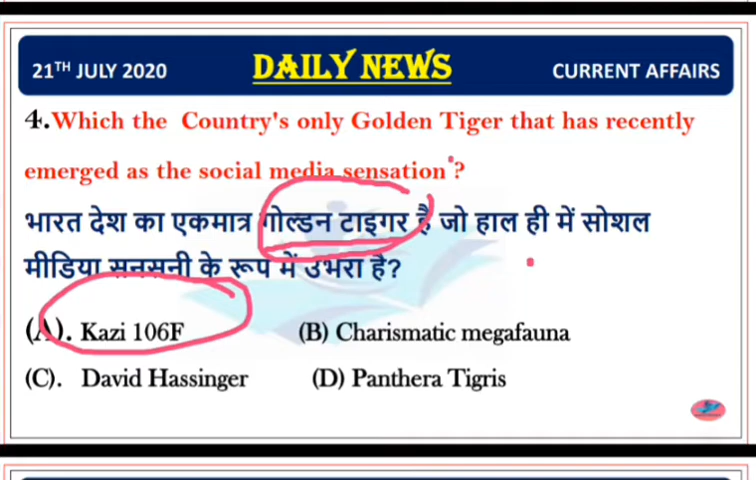 21TH JULY 2020
DAILY NEWS
CURRENT AFFAIRS
4.Which the Country's only Golden Tiger that has recently
emerged as the social media sensation ?
भारत देश का एकमात्र गोल्डन टाइगर है जो हाल ही में सोशल
मीडिया सनसनी के रूप में उभरा है?
(A). Kazi 106F
(B) Charismatic megafauna
(C). David Hassinger
(D) Panthera Tigris